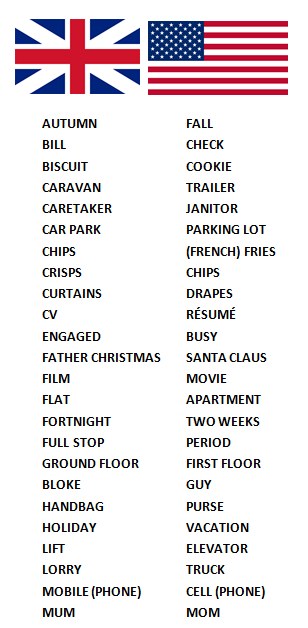 AUTUMN FALL
BILL CHECK
BISCUIT COOKIE
CARAVAN TRAILER
CARETAKER JANITOR
CAR PARK PARKING LOT
CHIPS (FRENCH) FRIES
CRISPS CHIPS
CURTAINS DRAPES
CV RÉSUMÉ
ENGAGED BUSY
FATHER CHRISTMAS SANTA CLAUS
FILM MOVIE
FLAT APARTMENT
FORTNIGHT TWO WEEKS
FULL STOP PERIOD
GROUND FLOOR FIRST FLOOR
BLOKE GUY
HANDBAG PURSE
HOLIDAY VACATION
LIFT ELEVATOR
LORRY TRUCK
MOBILE (PHONE) CELL (PHONE)
MUM MOM